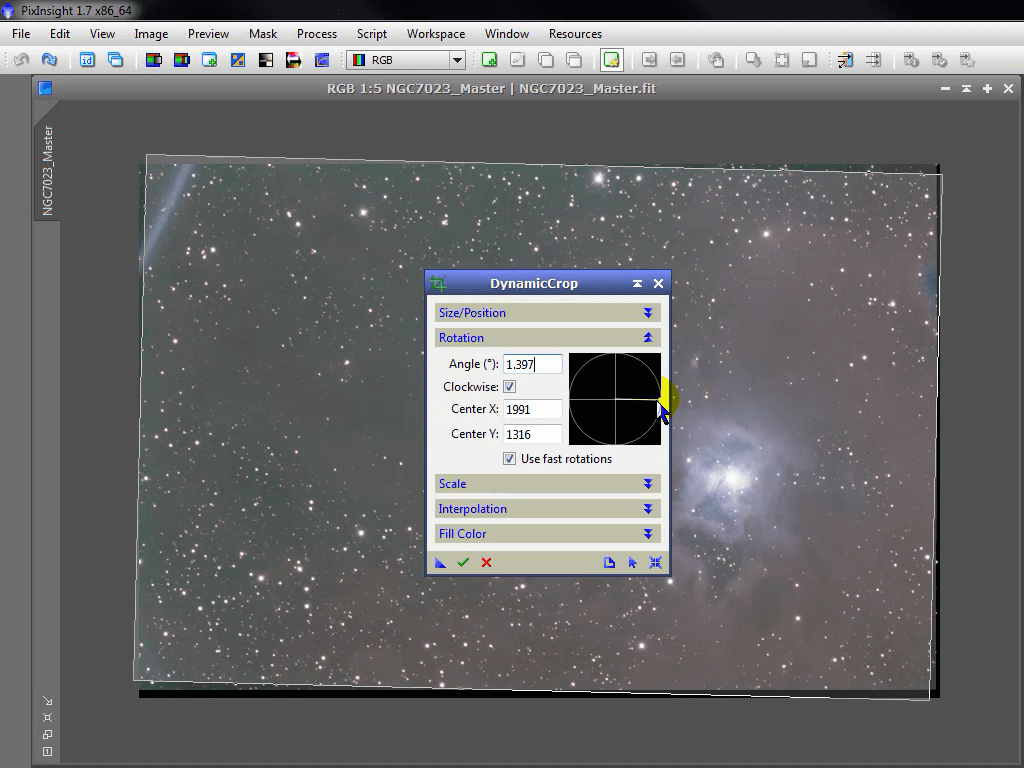 PixInsight 1.7 x86_64
File Edit View Image Preview Mask Process Script Workspace Window Resources
id RGB
RGB 1:5 NGC7023_Master | NGC7023_Master.fit
NGC7023_Master
DynamicCrop
Size/Position
Rotation
Angle (°): 1.397
Clockwise:
Center X: 1991
Center Y: 1316
Use fast rotations
Scale
Interpolation
Fill Color